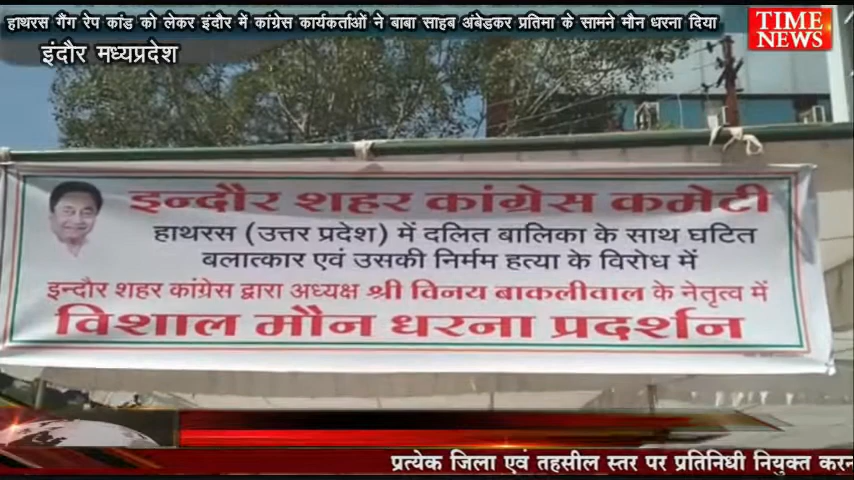 हाथरस गैंग रेप कांड को लेकर इंदौर में कांग्रेस कार्यकर्ताओं ने बाबा साहब अंबेडकर प्रतिमा के सामने मौन धरना दिया
TIME
NEWS
इंदौर मध्यप्रदेश
इन्दौर शहर कांग्रेस कमेटी
हाथरस (उत्तर प्रदेश) में दलित बालिका के साथ घटित
बलात्कार एवं उसकी निर्मम हत्या के विरोध में
इन्दौर शहर कांग्रेस द्वारा अध्यक्ष श्री विनय बाकलीवाल के नेतृत्व में
विशाल मौन धरना प्रदर्शन
प्रत्येक जिला एवं तहसील स्तर पर प्रतिनिधी नियुक्त करन